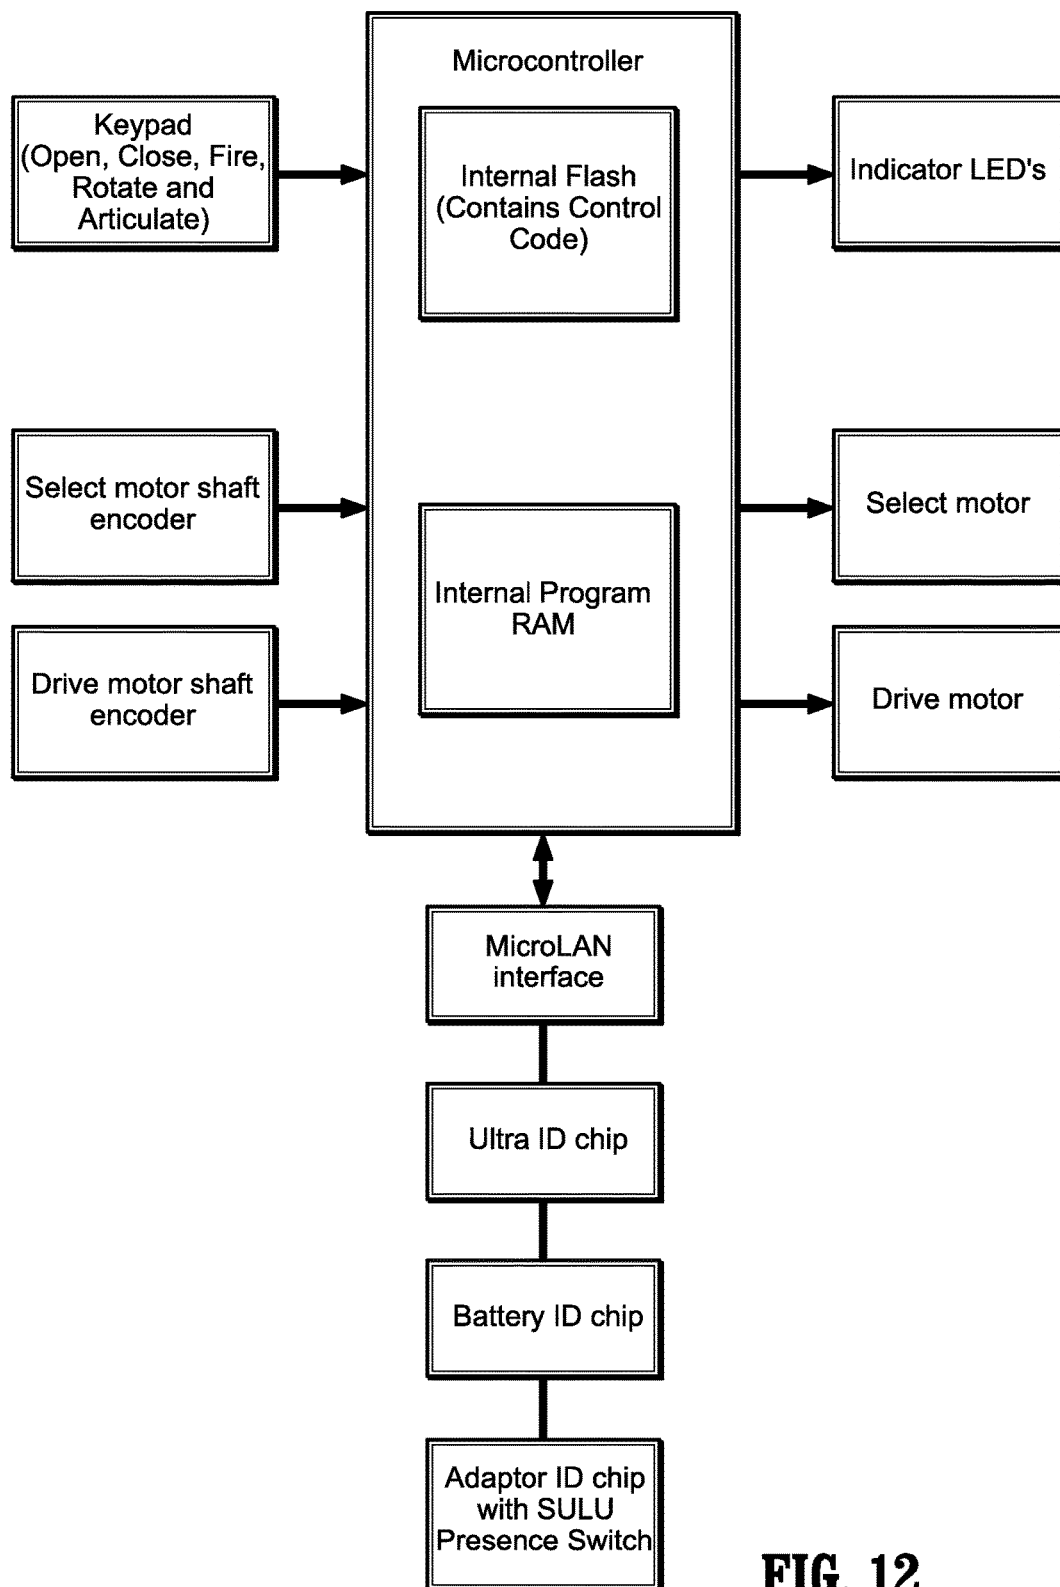 Microcontroller
Keypad
(Open, Close, Fire,
Rotate and
Articulate)
Internal Flash
(Contains Control
Code)
Indicator LED's
Select motor shaft
encoder
Select motor
Internal Program
RAM
Drive motor shaft
encoder
Drive motor
MicroLAN
interface
Ultra ID chip
Battery ID chip
Adaptor ID chip
with SULU
Presence Switch
FIG. 12